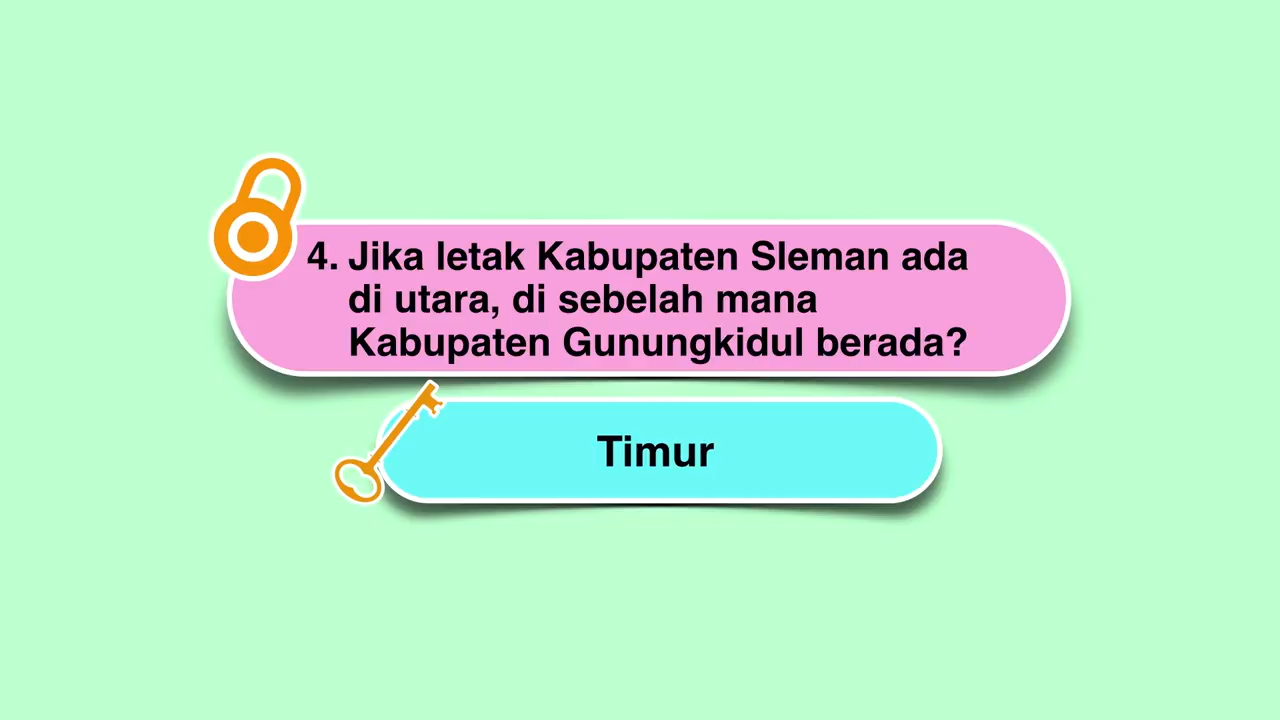 4. Jika letak Kabupaten Sleman ada
di utara, di sebelah mana
Kabupaten Gunungkidul berada?
Timur